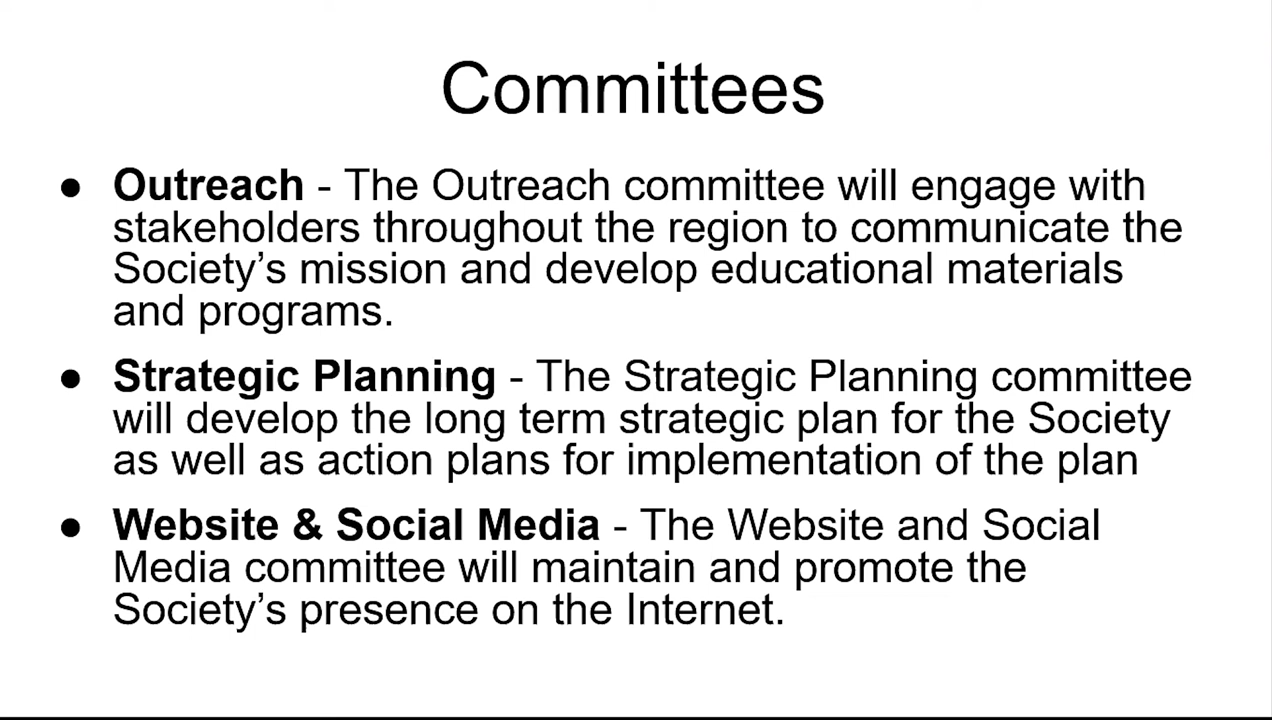 Committees
● Outreach - The Outreach committee will engage with
stakeholders throughout the region to communicate the
Society’s mission and develop educational materials
and programs.
● Strategic Planning - The Strategic Planning committee
will develop the long term strategic plan for the Society
as well as action plans for implementation of the plan
● Website & Social Media - The Website and Social
Media committee will maintain and promote the
Society’s presence on the Internet.